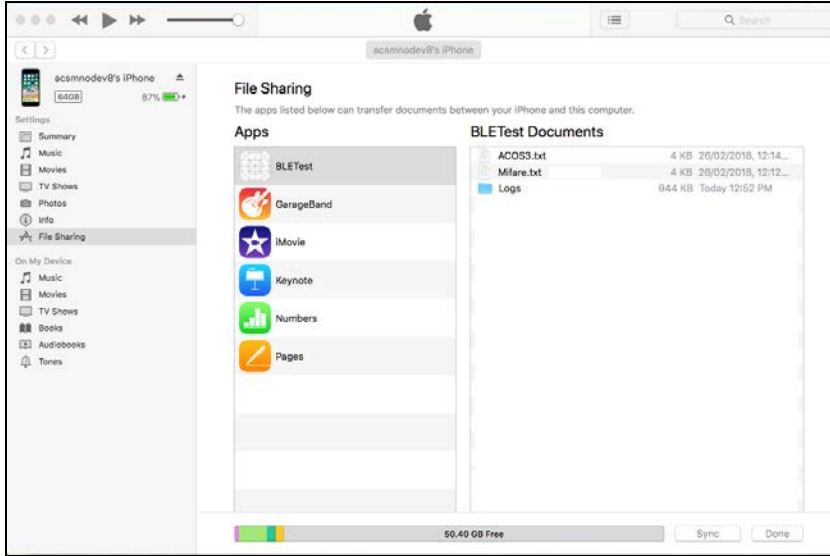 Search
acsmnodev8's iPhone
acsmnodev8's iPhone
64GB 87%
Settings
Summary
Music
Movies
TV Shows
Photos
Info
File Sharing
On My Device
Music
Movies
TV Shows
Books
Audiobooks
Tones
File Sharing
The apps listed below can transfer documents between your iPhone and this computer.
Apps
BLETest
GarageBand
iMovie
Keynote
Numbers
Pages
BLETest Documents
ACOS3.txt 4 KB 26/02/2018, 12:14...
Mifare.txt 4 KB 26/02/2018, 12:12...
Logs 944 KB Today 12:52 PM
50.40 GB Free
Sync
Done